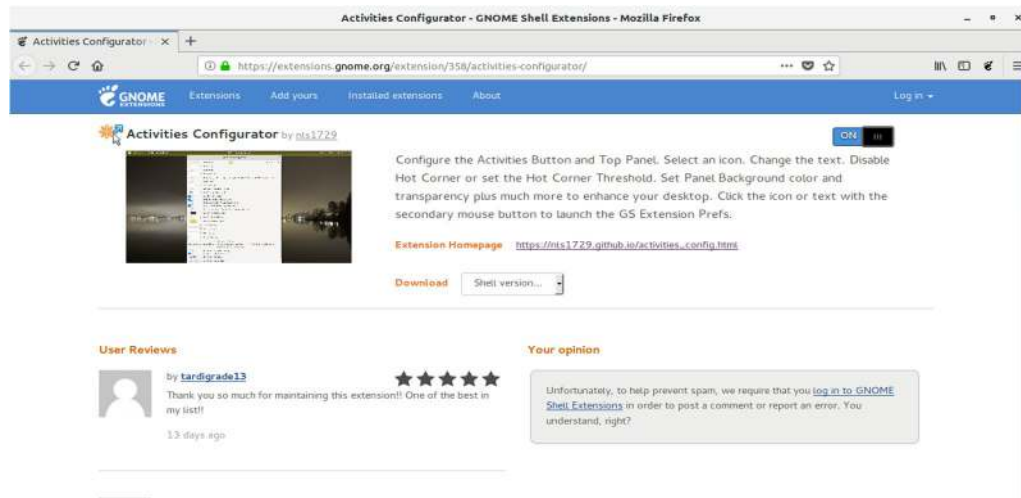 Activities Configurator - GNOME Shell Extensions - Mozilla Firefox
Activities Configurator
https://extensions.gnome.org/extension/358/activities-configurator/
GNOME EXTENSIONS Extensions Add yours Installed extensions About Log in
Activities Configurator by nls1729
ON
Configure the Activities Button and Top Panel. Select an icon. Change the text. Disable
Hot Corner or set the Hot Corner Threshold. Set Panel Background color and
transparency plus much more to enhance your desktop. Click the icon or text with the
secondary mouse button to launch the GS Extension Prefs.
Extension Homepage https://nls1729.github.io/activities_config.html
Download Shell version...
User Reviews
by tardigrade13
Thank you so much for maintaining this extension!! One of the best in
my list!!
13 days ago
Your opinion
Unfortunately, to help prevent spam, we require that you log in to GNOME
Shell Extensions in order to post a comment or report an error. You
understand, right?